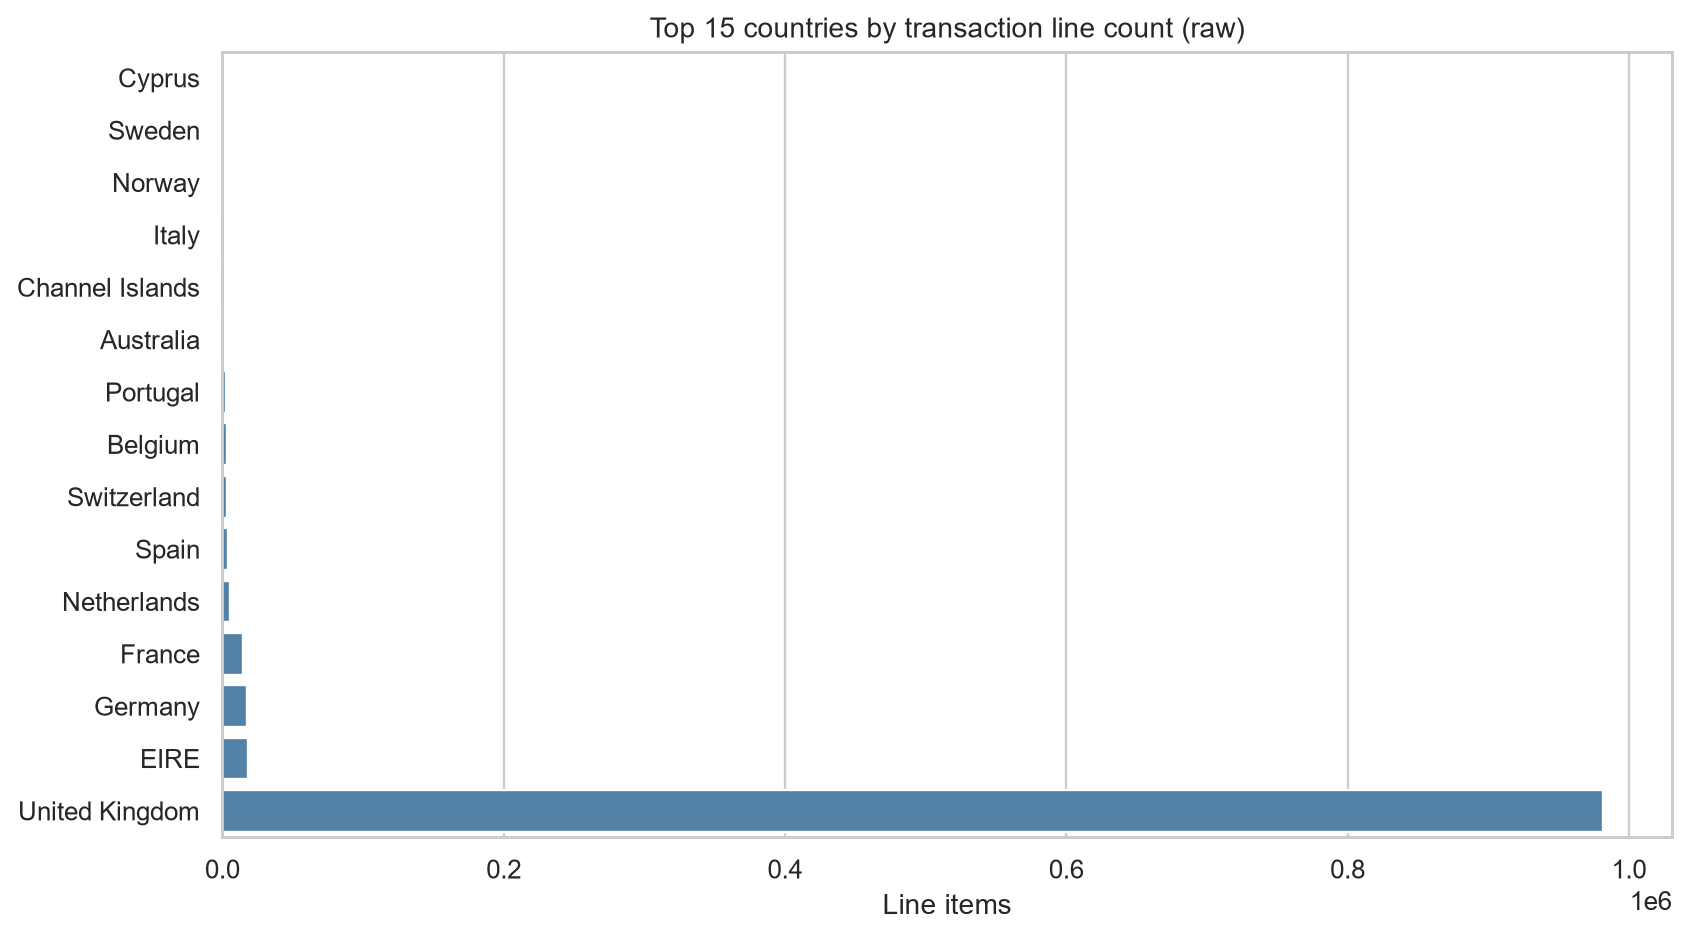 Top 15 countries by transaction line count (raw)
Cyprus
Sweden
Norway
Italy
Channel Islands
Australia
Portugal
Belgium
Switzerland
Spain
Netherlands
France
Germany
EIRE
United Kingdom
0.0 0.2 0.4 0.6 0.8 1.0
1e6
Line items